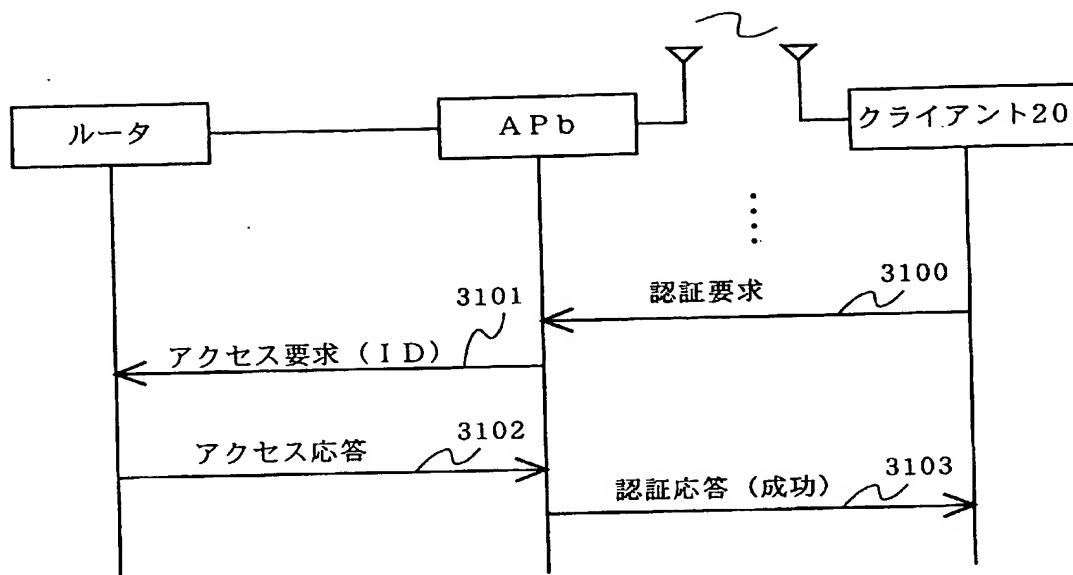 ルータ
APb
クライアント20
認証要求
3100
3101
アクセス要求(ID)
アクセス応答
3102
認証応答(成功)
3103